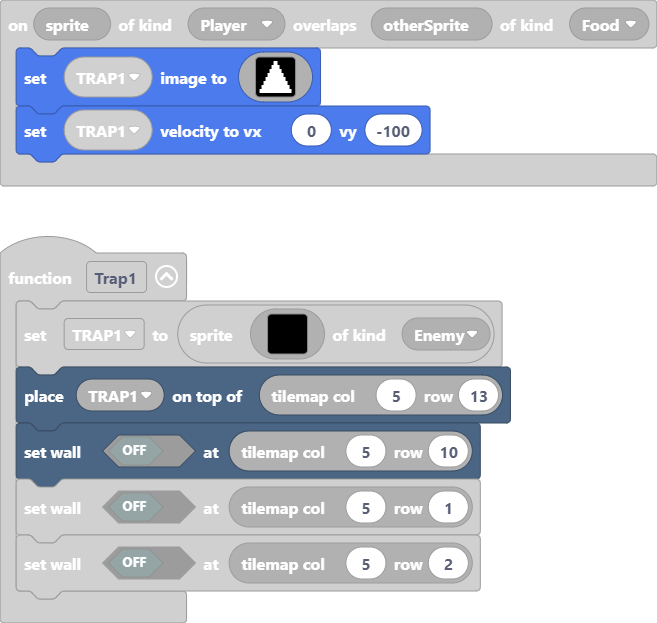 on sprite of kind Player overlaps otherSprite of kind Food
set TRAP1 image to
set TRAP1 velocity to vx 0 vy -100
function Trap1
set TRAP1 to sprite of kind Enemy
place TRAP1 on top of tilemap col 5 row 13
set wall OFF at tilemap col 5 row 10
set wall OFF at tilemap col 5 row 1
set wall OFF at tilemap col 5 row 2